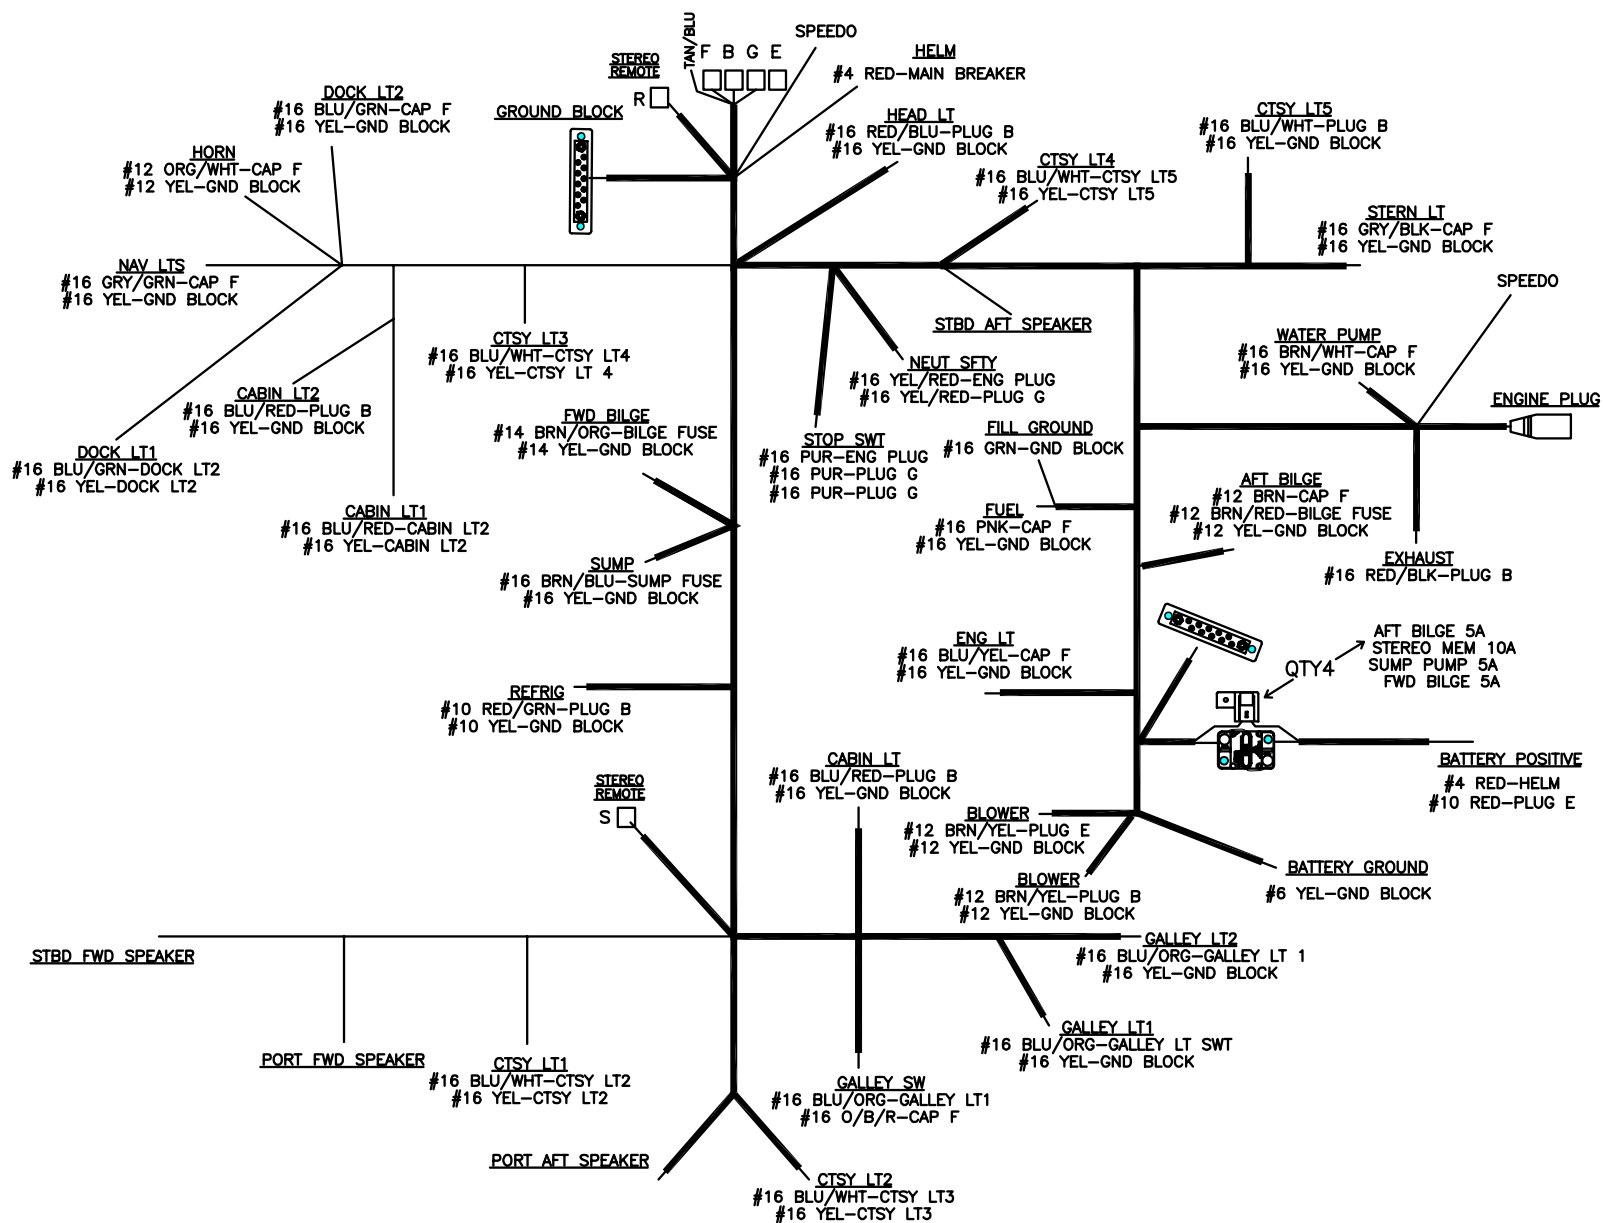 TAN/BLU
F B G E
SPEEDO
HELM
#4 RED-MAIN BREAKER
STEREO
REMOTE
R
GROUND BLOCK
DOCK LT2
#16 BLU/GRN-CAP F
#16 YEL-GND BLOCK
HORN
#12 ORG/WHT-CAP F
#12 YEL-GND BLOCK
HEAD LT
#16 RED/BLU-PLUG B
#16 YEL-GND BLOCK
CTSY LT4
#16 BLU/WHT-CTSY LT5
#16 YEL-CTSY LT5
CTSY LT5
#16 BLU/WHT-PLUG B
#16 YEL-GND BLOCK
STERN LT
#16 GRY/BLK-CAP F
#16 YEL-GND BLOCK
NAV LTS
#16 GRY/GRN-CAP F
#16 YEL-GND BLOCK
CTSY LT3
#16 BLU/WHT-CTSY LT4
#16 YEL-CTSY LT 4
STBD AFT SPEAKER
SPEEDO
WATER PUMP
#16 BRN/WHT-CAP F
#16 YEL-GND BLOCK
NEUT SFTY
#16 YEL/RED-ENG PLUG
#16 YEL/RED-PLUG G
CABIN LT2
#16 BLU/RED-PLUG B
#16 YEL-GND BLOCK
ENGINE PLUG
FWD BILGE
#14 BRN/ORG-BILGE FUSE
#14 YEL-GND BLOCK
STOP SWT
#16 PUR-ENG PLUG
#16 PUR-PLUG G
#16 PUR-PLUG G
FILL GROUND
#16 GRN-GND BLOCK
DOCK LT1
#16 BLU/GRN-DOCK LT2
#16 YEL-DOCK LT2
AFT BILGE
#12 BRN-CAP F
#12 BRN/RED-BILGE FUSE
#12 YEL-GND BLOCK
CABIN LT1
#16 BLU/RED-CABIN LT2
#16 YEL-CABIN LT2
FUEL
#16 PNK-CAP F
#16 YEL-GND BLOCK
SUMP
#16 BRN/BLU-SUMP FUSE
#16 YEL-GND BLOCK
EXHAUST
#16 RED/BLK-PLUG B
ENG LT
#16 BLU/YEL-CAP F
#16 YEL-GND BLOCK
QTY4
AFT BILGE 5A
STEREO MEM 10A
SUMP PUMP 5A
FWD BILGE 5A
REFRIG
#10 RED/GRN-PLUG B
#10 YEL-GND BLOCK
CABIN LT
#16 BLU/RED-PLUG B
#16 YEL-GND BLOCK
BATTERY POSITIVE
#4 RED-HELM
#10 RED-PLUG E
STEREO
REMOTE
S
BLOWER
#12 BRN/YEL-PLUG E
#12 YEL-GND BLOCK
BLOWER
#12 BRN/YEL-PLUG B
#12 YEL-GND BLOCK
BATTERY GROUND
#6 YEL-GND BLOCK
STBD FWD SPEAKER
GALLEY LT2
#16 BLU/ORG-GALLEY LT 1
#16 YEL-GND BLOCK
GALLEY LT1
#16 BLU/ORG-GALLEY LT SWT
#16 YEL-GND BLOCK
PORT FWD SPEAKER
CTSY LT1
#16 BLU/WHT-CTSY LT2
#16 YEL-CTSY LT2
GALLEY SW
#16 BLU/ORG-GALLEY LT1
#16 O/B/R-CAP F
PORT AFT SPEAKER
CTSY LT2
#16 BLU/WHT-CTSY LT3
#16 YEL-CTSY LT3